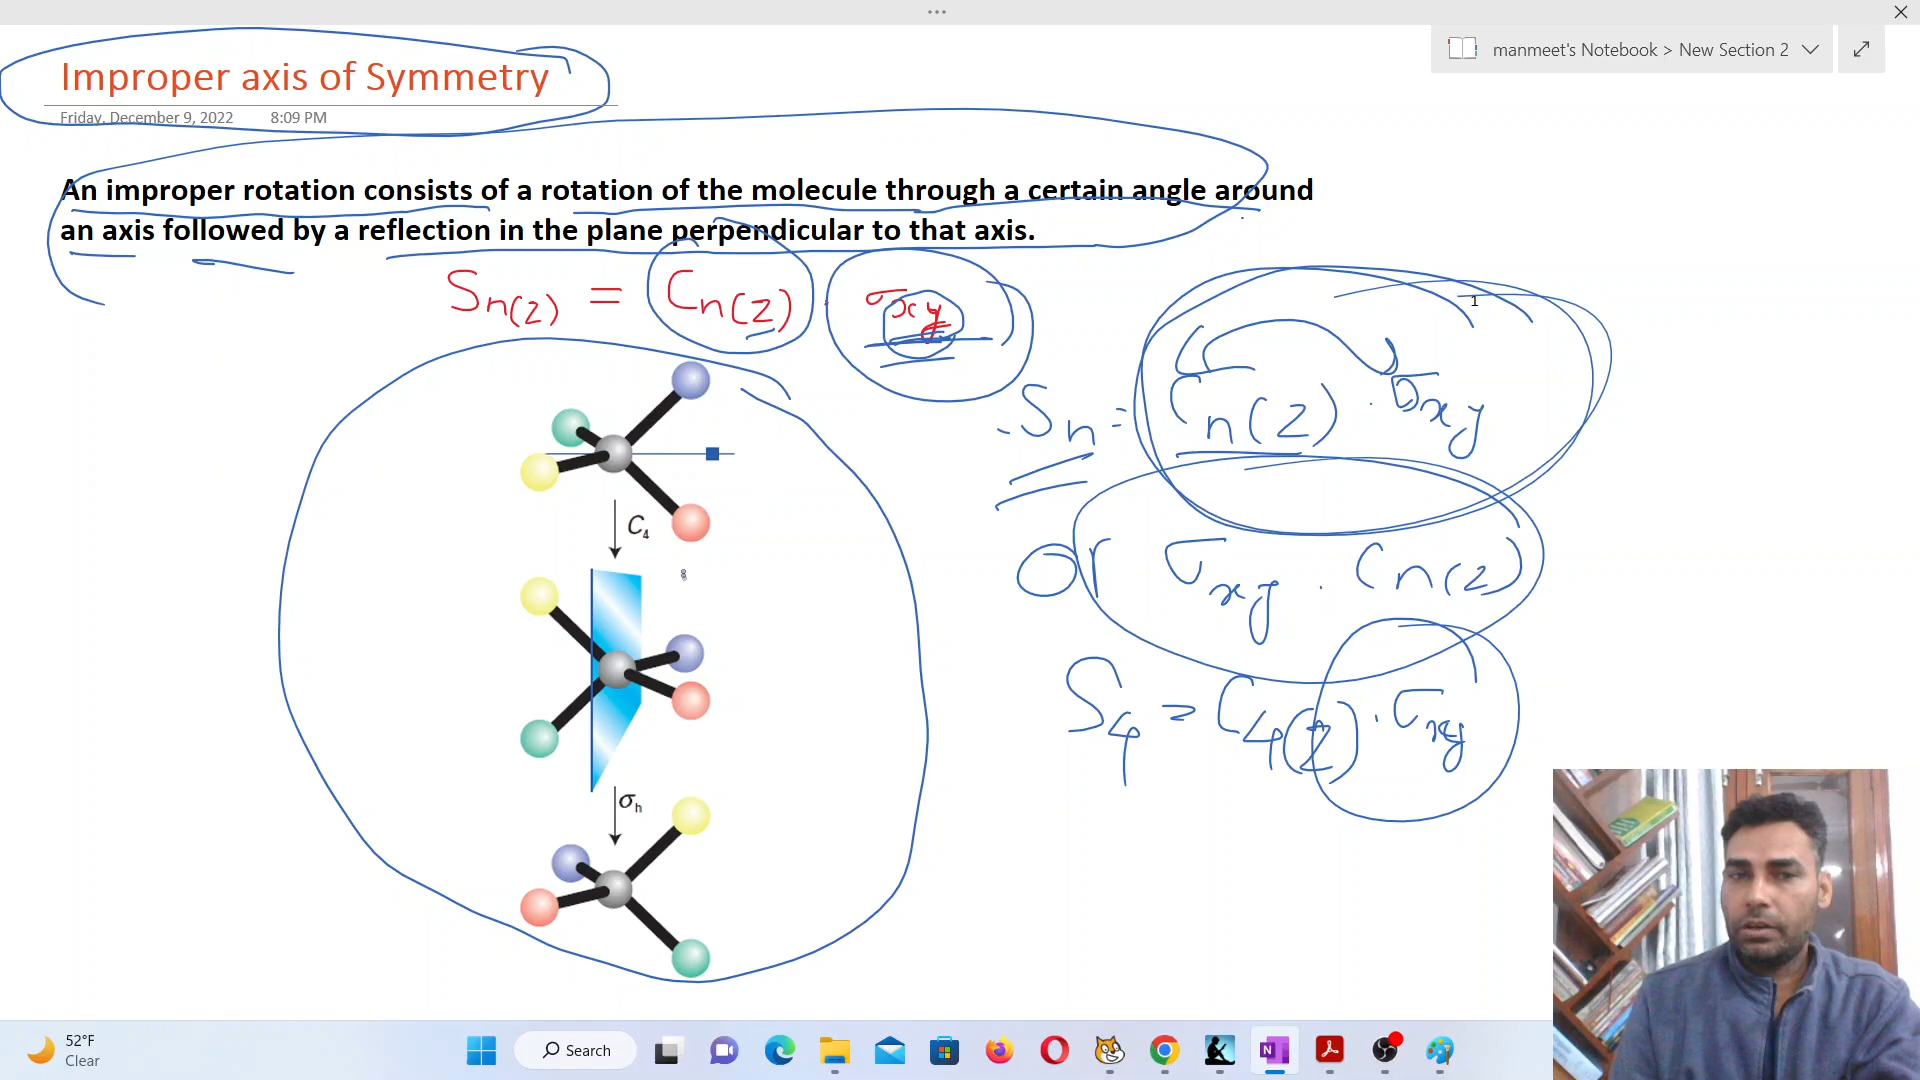 manmeet's Notebook > New Section 2
Improper axis of Symmetry
Friday, December 9, 2022 8:09 PM
An improper rotation consists of a rotation of the molecule through a certain angle around
an axis followed by a reflection in the plane perpendicular to that axis.
Sn(z) = Cn(z) . σxy
1
Sn = Cn(z) . σxy
C4
or σxy . Cn(z)
S4 = C4(z) . σxy
σh
52°F
Clear
Search